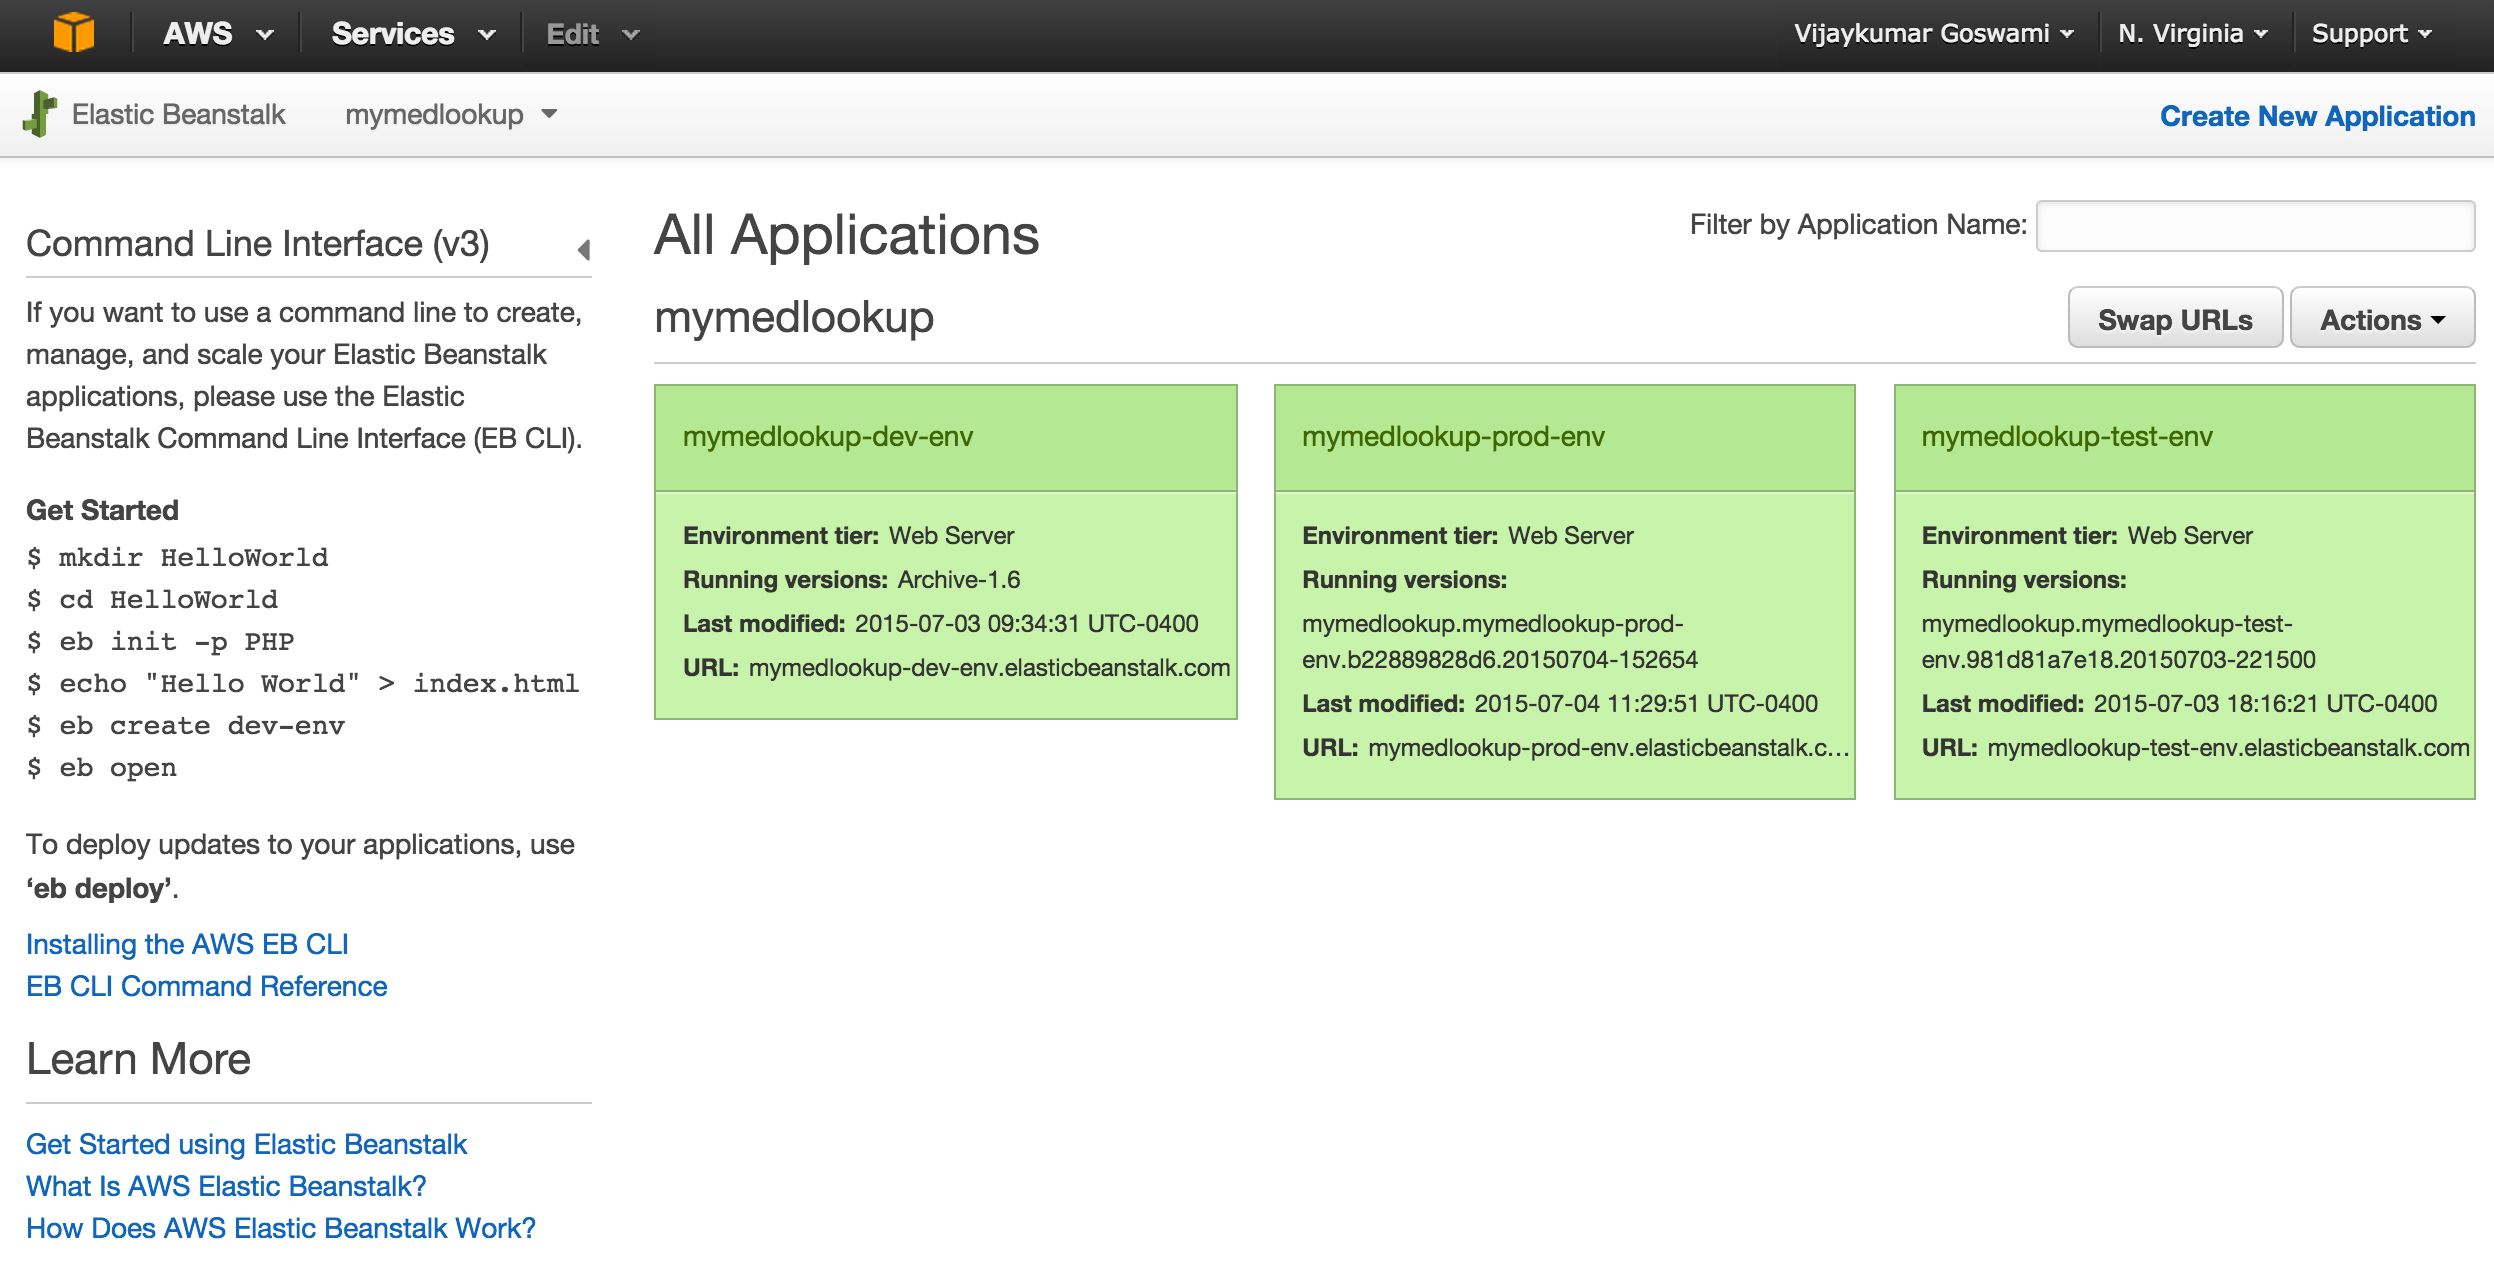 AWS Services Edit Vijaykumar Goswami N. Virginia Support
Elastic Beanstalk mymedlookup Create New Application
Command Line Interface (v3)
If you want to use a command line to create,
manage, and scale your Elastic Beanstalk
applications, please use the Elastic
Beanstalk Command Line Interface (EB CLI).
Get Started
$ mkdir HelloWorld
$ cd HelloWorld
$ eb init -p PHP
$ echo "Hello World" > index.html
$ eb create dev-env
$ eb open
To deploy updates to your applications, use
‘eb deploy’.
Installing the AWS EB CLI
EB CLI Command Reference
Learn More
Get Started using Elastic Beanstalk
What Is AWS Elastic Beanstalk?
How Does AWS Elastic Beanstalk Work?
All Applications
Filter by Application Name:
mymedlookup
Swap URLs Actions
mymedlookup-dev-env
Environment tier: Web Server
Running versions: Archive-1.6
Last modified: 2015-07-03 09:34:31 UTC-0400
URL: mymedlookup-dev-env.elasticbeanstalk.com
mymedlookup-prod-env
Environment tier: Web Server
Running versions:
mymedlookup.mymedlookup-prod-
env.b22889828d6.20150704-152654
Last modified: 2015-07-04 11:29:51 UTC-0400
URL: mymedlookup-prod-env.elasticbeanstalk.c...
mymedlookup-test-env
Environment tier: Web Server
Running versions:
mymedlookup.mymedlookup-test-
env.981d81a7e18.20150703-221500
Last modified: 2015-07-03 18:16:21 UTC-0400
URL: mymedlookup-test-env.elasticbeanstalk.com